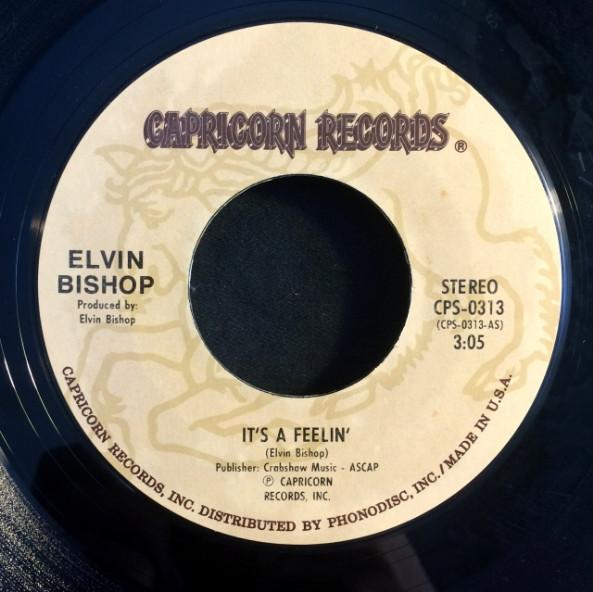 CAPRICORN RECORDS ®
ELVIN
BISHOP
Produced by:
Elvin Bishop
STEREO
CPS-0313
(CPS-0313-AS)
3:05
IT'S A FEELIN'
(Elvin Bishop)
Publisher: Crabshaw Music - ASCAP
℗ CAPRICORN
RECORDS, INC.
CAPRICORN RECORDS, INC. DISTRIBUTED BY PHONODISC, INC./MADE IN U.S.A.